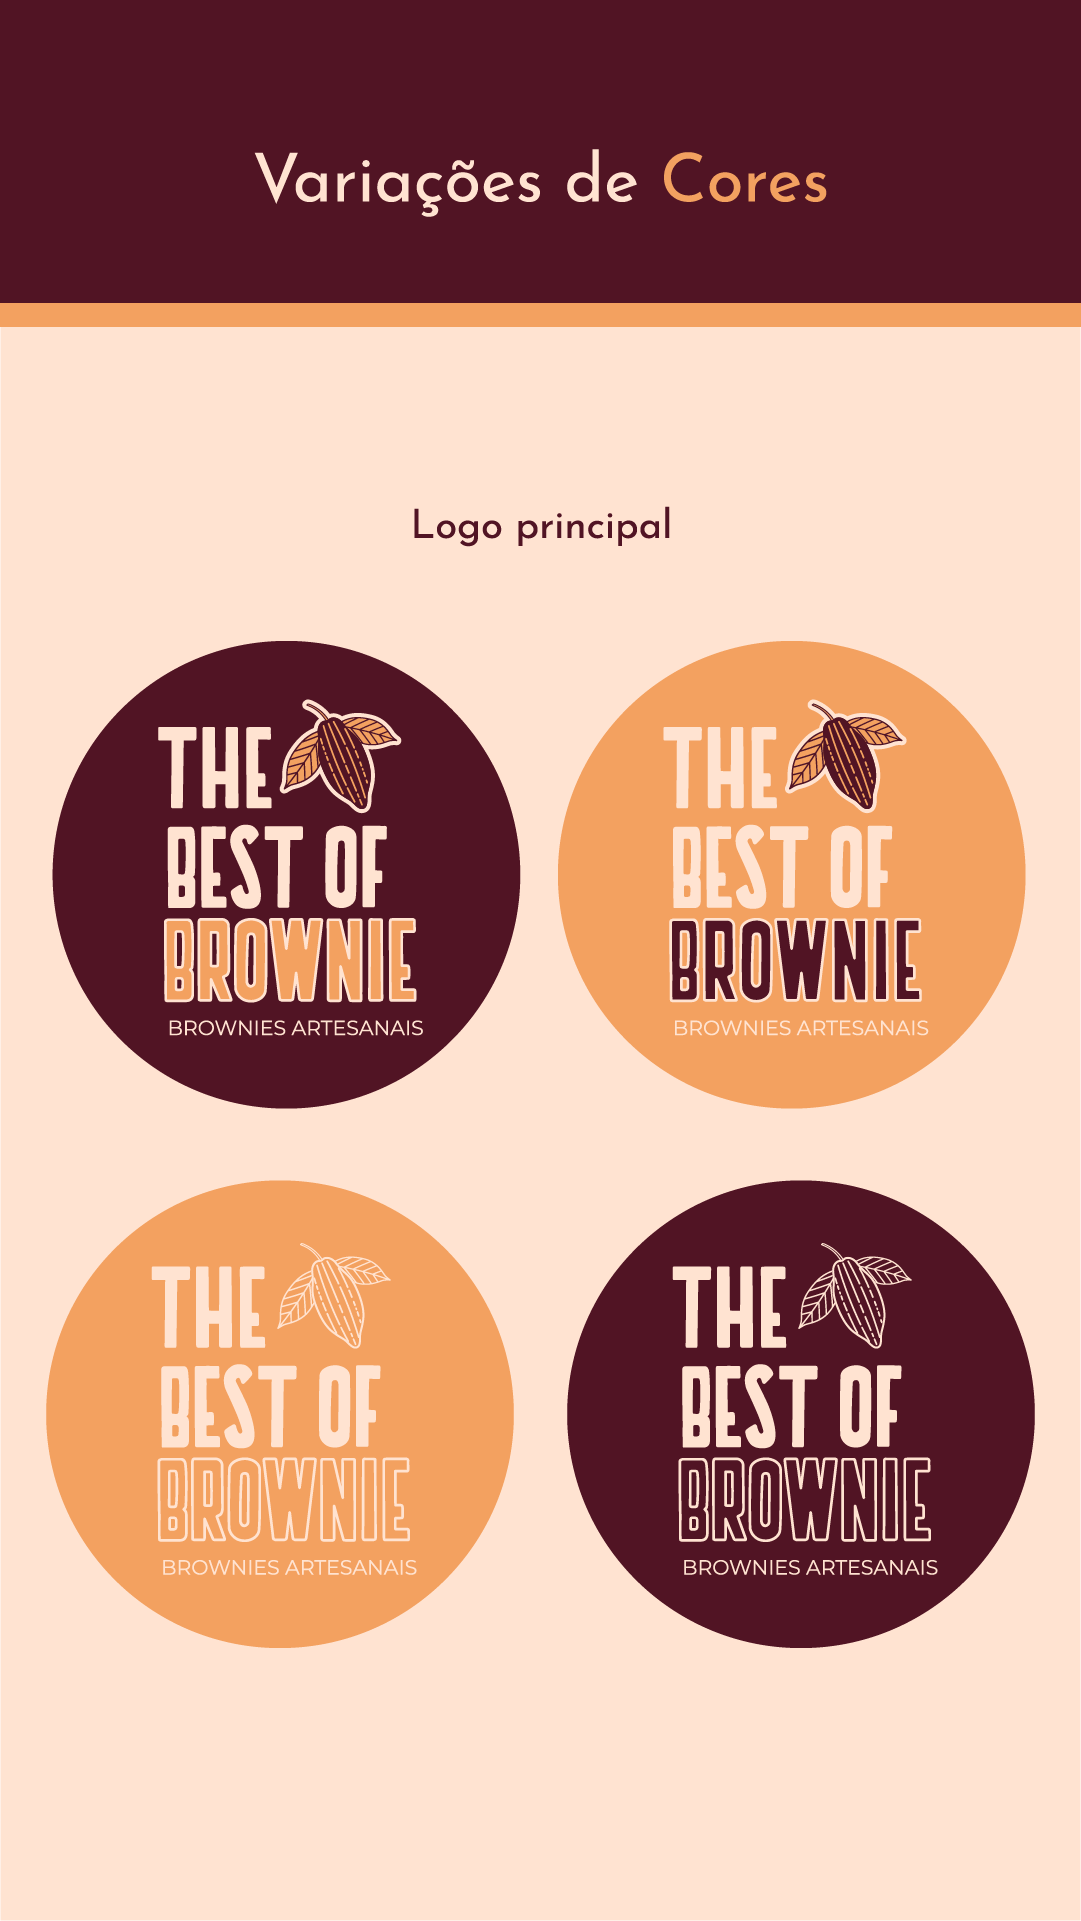 Variações de Cores
Logo principal
THE
BEST OF
BROWNIE
BROWNIES ARTESANAIS
THE
BEST OF
BROWNIE
BROWNIES ARTESANAIS
THE
BEST OF
BROWNIE
BROWNIES ARTESANAIS
THE
BEST OF
BROWNIE
BROWNIES ARTESANAIS